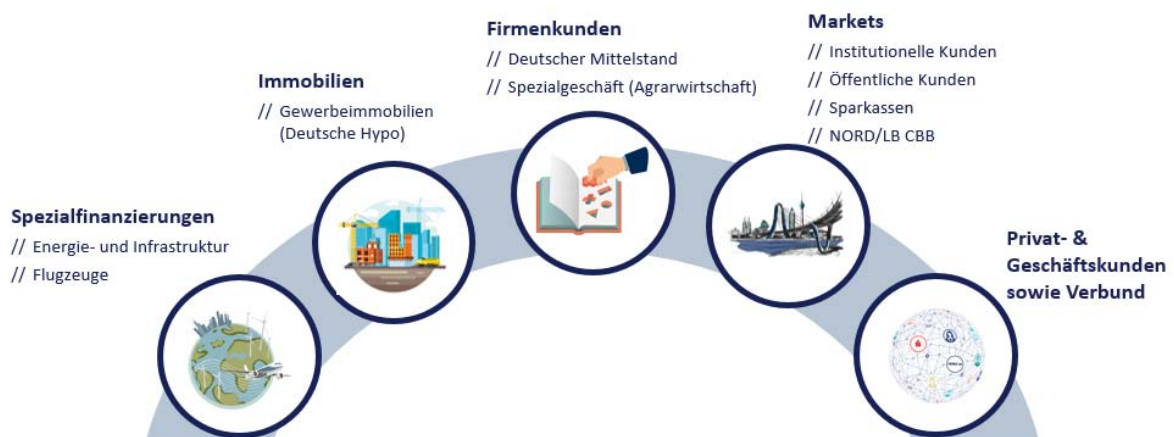 Spezialfinanzierungen
// Energie- und Infrastruktur
// Flugzeuge
Immobilien
// Gewerbeimmobilien
(Deutsche Hypo)
Firmenkunden
// Deutscher Mittelstand
// Spezialgeschäft (Agrarwirtschaft)
Markets
// Institutionelle Kunden
// Öffentliche Kunden
// Sparkassen
// NORD/LB CBB
Privat- &
Geschäftskunden
sowie Verbund